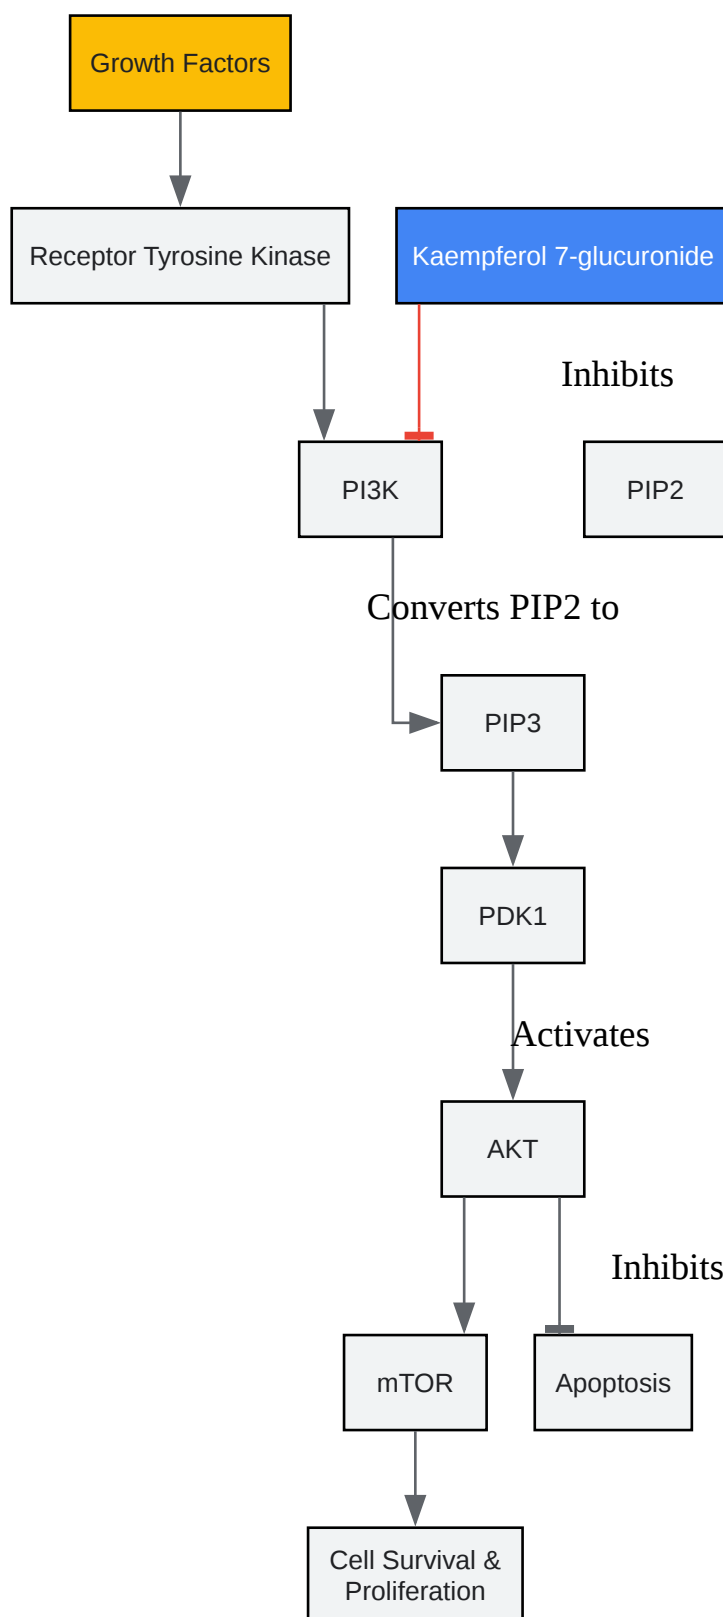 Growth Factors
Receptor Tyrosine Kinase
Kaempferol 7-glucuronide
Inhibits
PI3K
PIP2
Converts PIP2 to
PIP3
PDK1
Activates
AKT
Inhibits
mTOR
Apoptosis
Cell Survival &
Proliferation